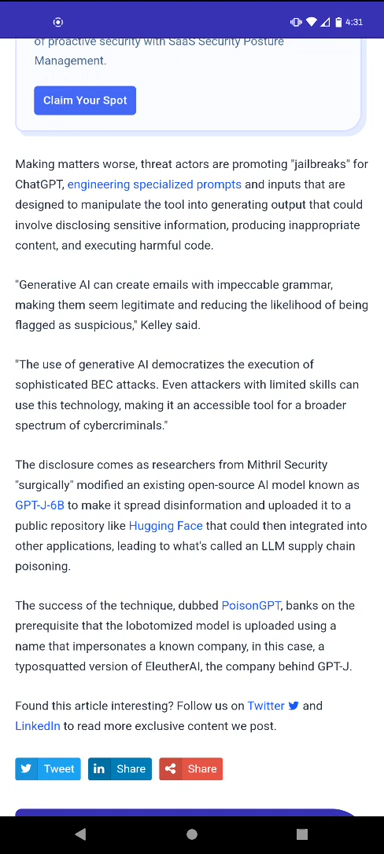 4:31
of proactive security with SaaS Security Posture
Management.
Claim Your Spot
Making matters worse, threat actors are promoting "jailbreaks" for
ChatGPT, engineering specialized prompts and inputs that are
designed to manipulate the tool into generating output that could
involve disclosing sensitive information, producing inappropriate
content, and executing harmful code.
"Generative AI can create emails with impeccable grammar,
making them seem legitimate and reducing the likelihood of being
flagged as suspicious," Kelley said.
"The use of generative AI democratizes the execution of
sophisticated BEC attacks. Even attackers with limited skills can
use this technology, making it an accessible tool for a broader
spectrum of cybercriminals."
The disclosure comes as researchers from Mithril Security
"surgically" modified an existing open-source AI model known as
GPT-J-6B to make it spread disinformation and uploaded it to a
public repository like Hugging Face that could then integrated into
other applications, leading to what's called an LLM supply chain
poisoning.
The success of the technique, dubbed PoisonGPT, banks on the
prerequisite that the lobotomized model is uploaded using a
name that impersonates a known company, in this case, a
typosquatted version of EleutherAI, the company behind GPT-J.
Found this article interesting? Follow us on Twitter and
LinkedIn to read more exclusive content we post.
Tweet
in Share
Share